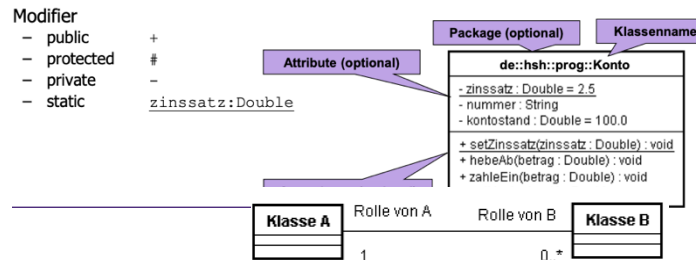 Modifier
– public +
– protected #
– private –
– static zinssatz:Double
Package (optional)
Klassenname
Attribute (optional)
de::hsh::prog::Konto
- zinssatz : Double = 2.5
- nummer : String
- kontostand : Double = 100.0
+ setZinssatz(zinssatz : Double) : void
+ hebeAb(betrag : Double) : void
+ zahleEin(betrag : Double) : void
Klasse A
Rolle von A
Rolle von B
Klasse B
1
0..*